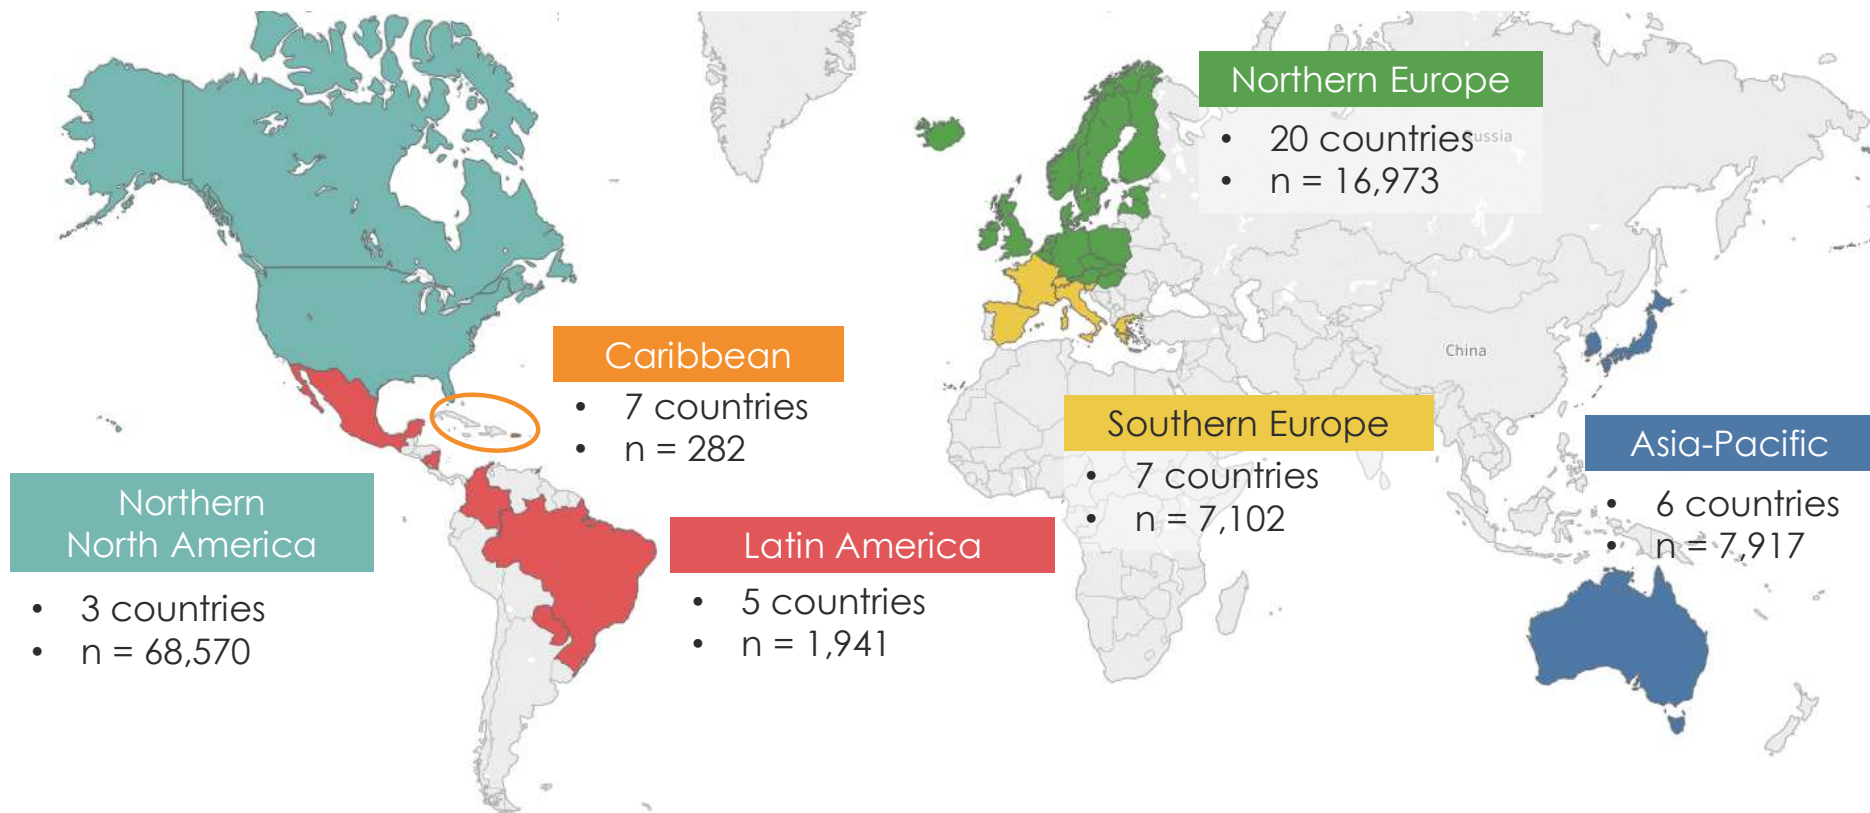 Northern Europe
• 20 countries
• n = 16,973
Russia
China
Caribbean
• 7 countries
• n = 282
Southern Europe
• 7 countries
• n = 7,102
Asia-Pacific
• 6 countries
• n = 7,917
Northern
North America
• 3 countries
• n = 68,570
Latin America
• 5 countries
• n = 1,941